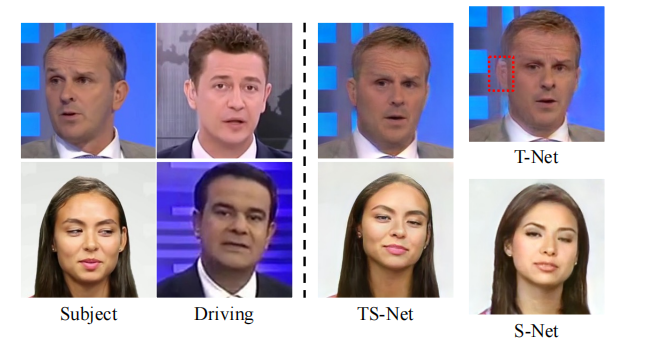 T-Net
Subject
Driving
TS-Net
S-Net